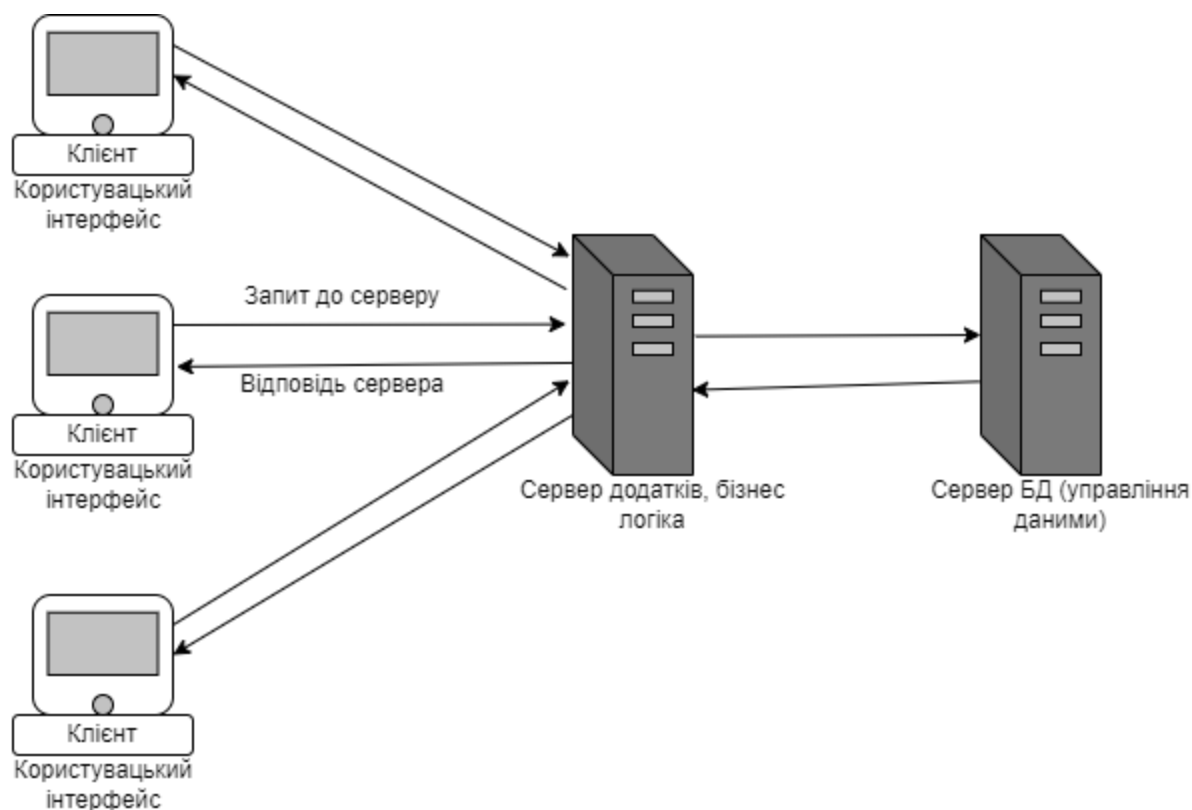 Клієнт
Користувацький
інтерфейс
Запит до серверу
Відповідь сервера
Клієнт
Користувацький
інтерфейс
Сервер додатків, бізнес
логіка
Сервер БД (управління
даними)
Клієнт
Користувацький
інтерфейс